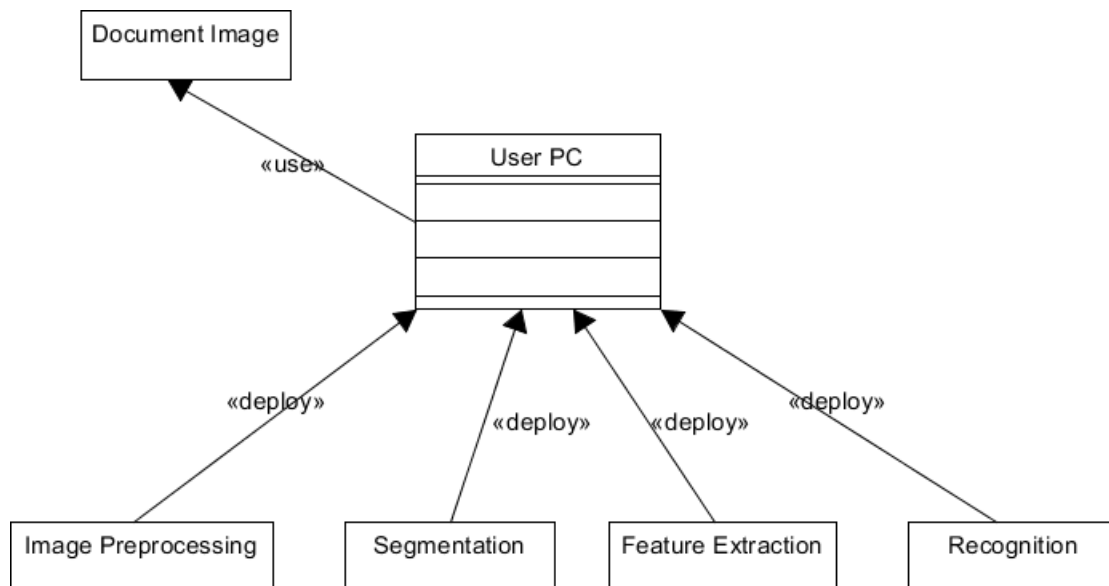 Document Image
«use»
User PC
«deploy»
«deploy»
«deploy»
«deploy»
Image Preprocessing
Segmentation
Feature Extraction
Recognition